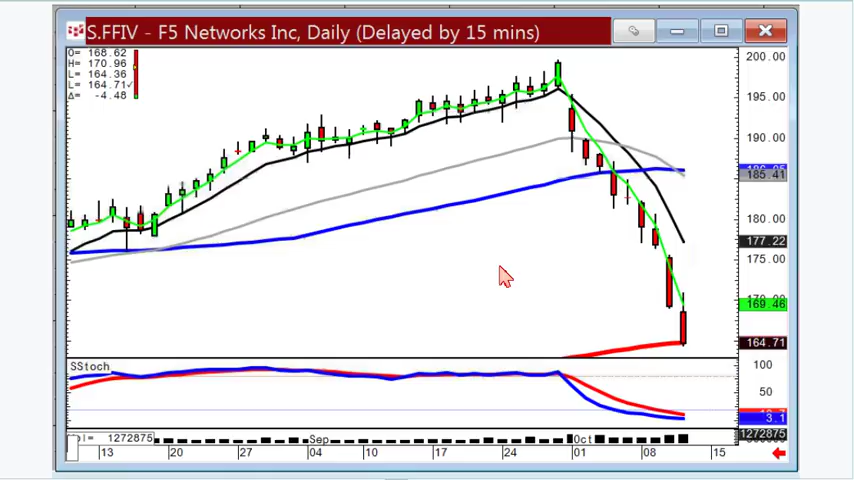 S.FFIV - F5 Networks Inc, Daily (Delayed by 15 mins)
O= 168.62
H= 170.96
L= 164.36
L= 164.71✓
Δ= -4.48
200.00
195.00
190.00
185.41
180.00
177.22
175.00
169.46
164.71
SStoch
100
50
3.1
1272875
1272875
Sep
Oct
13
20
27
04
10
17
24
01
08
15